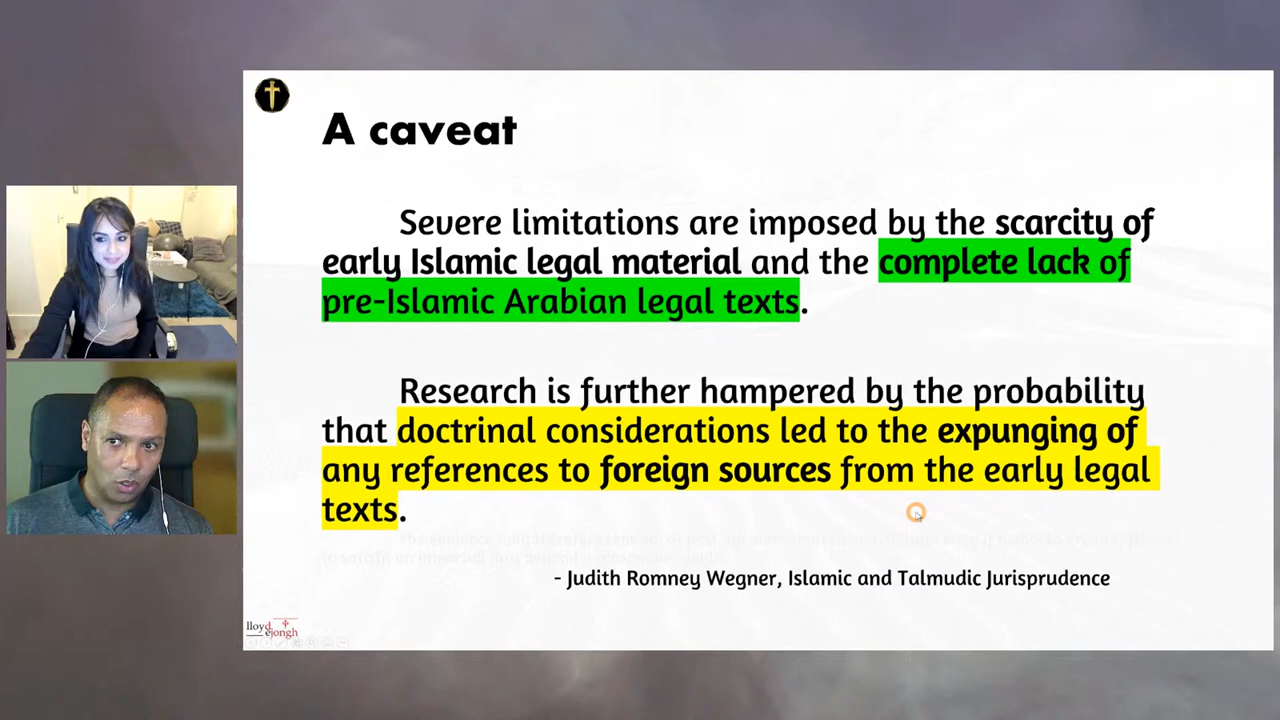 A caveat
Severe limitations are imposed by the scarcity of
early Islamic legal material and the complete lack of
pre-Islamic Arabian legal texts.
Research is further hampered by the probability
that doctrinal considerations led to the expunging of
any references to foreign sources from the early legal
texts.
- Judith Romney Wegner, Islamic and Talmudic Jurisprudence
lloyd
ejongh